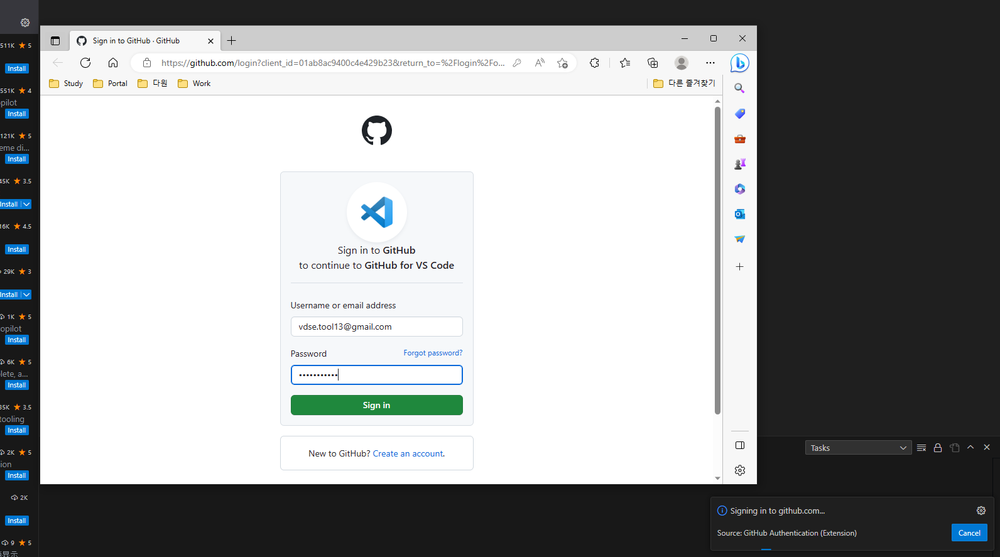 Sign in to GitHub · GitHub
https://github.com/login?client_id=01ab8ac9400c4e429b23&return_to=%2Flogin%2Fo...
Study
Portal
다원
Work
다른 즐겨찾기
511K ★ 5
Install
551K ★ 4
pilot
Install
121K ★ 5
eme di...
Install
45K ★ 3.5
Install
16K ★ 4.5
Install
29K ★ 3
Install
1K ★ 5
opilot
Install
6K ★ 5
lete, a...
Install
35K ★ 3.5
tooling
Install
2K ★ 5
ion
Install
2K
Install
9 ★ 5
显示
Sign in to GitHub
to continue to GitHub for VS Code
Username or email address
vdse.tool13@gmail.com
Password
Forgot password?
Sign in
New to GitHub? Create an account.
Tasks
Signing in to github.com...
Source: GitHub Authentication (Extension)
Cancel